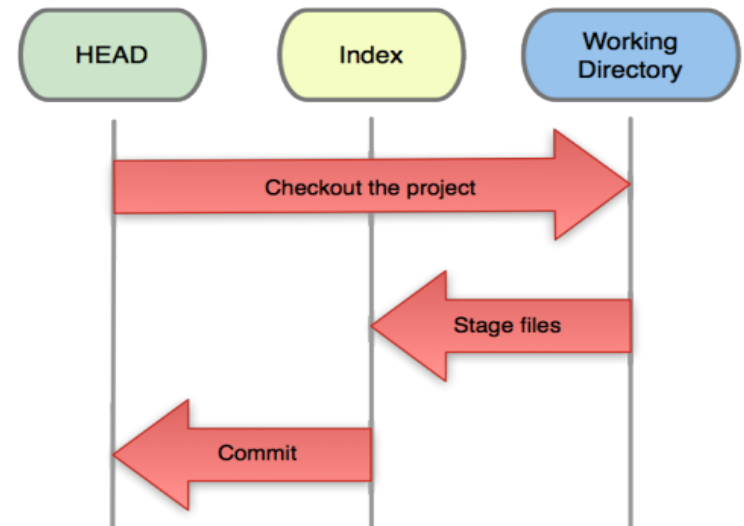 HEAD
Index
Working
Directory
Checkout the project
Stage files
Commit